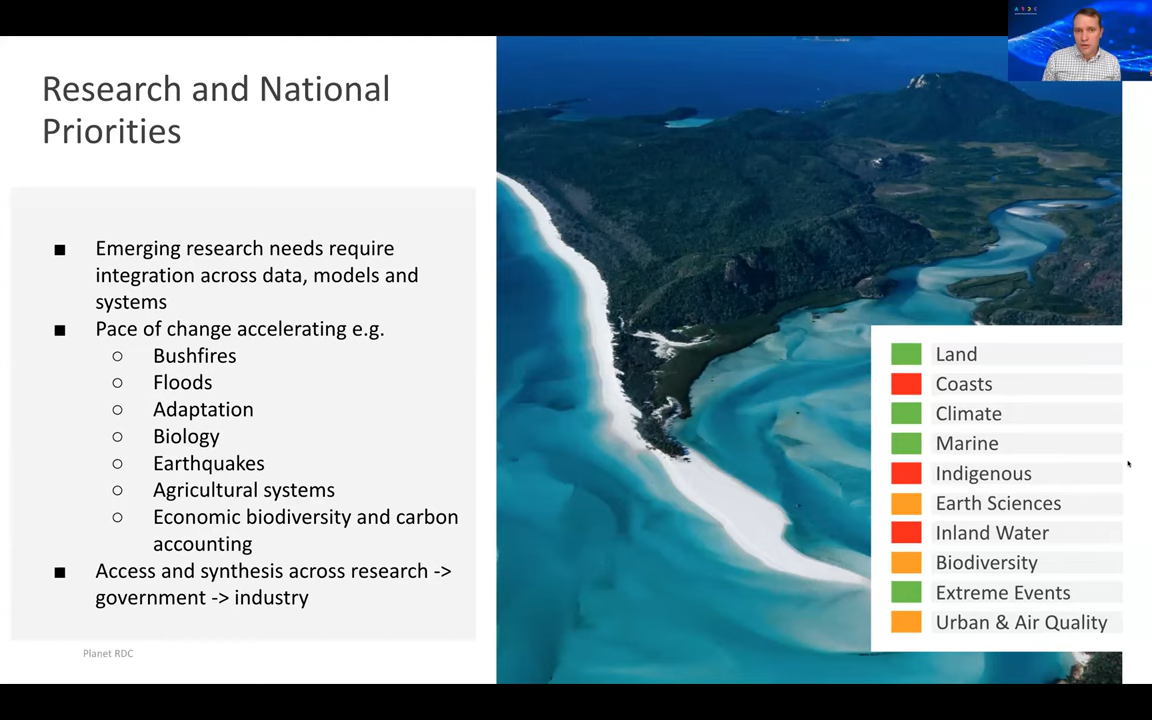 ARDC
Research and National
Priorities
■ Emerging research needs require
integration across data, models and
systems
■ Pace of change accelerating e.g.
○ Bushfires
○ Floods
○ Adaptation
○ Biology
○ Earthquakes
○ Agricultural systems
○ Economic biodiversity and carbon
accounting
■ Access and synthesis across research ->
government -> industry
Planet RDC
Land
Coasts
Climate
Marine
Indigenous
Earth Sciences
Inland Water
Biodiversity
Extreme Events
Urban & Air Quality